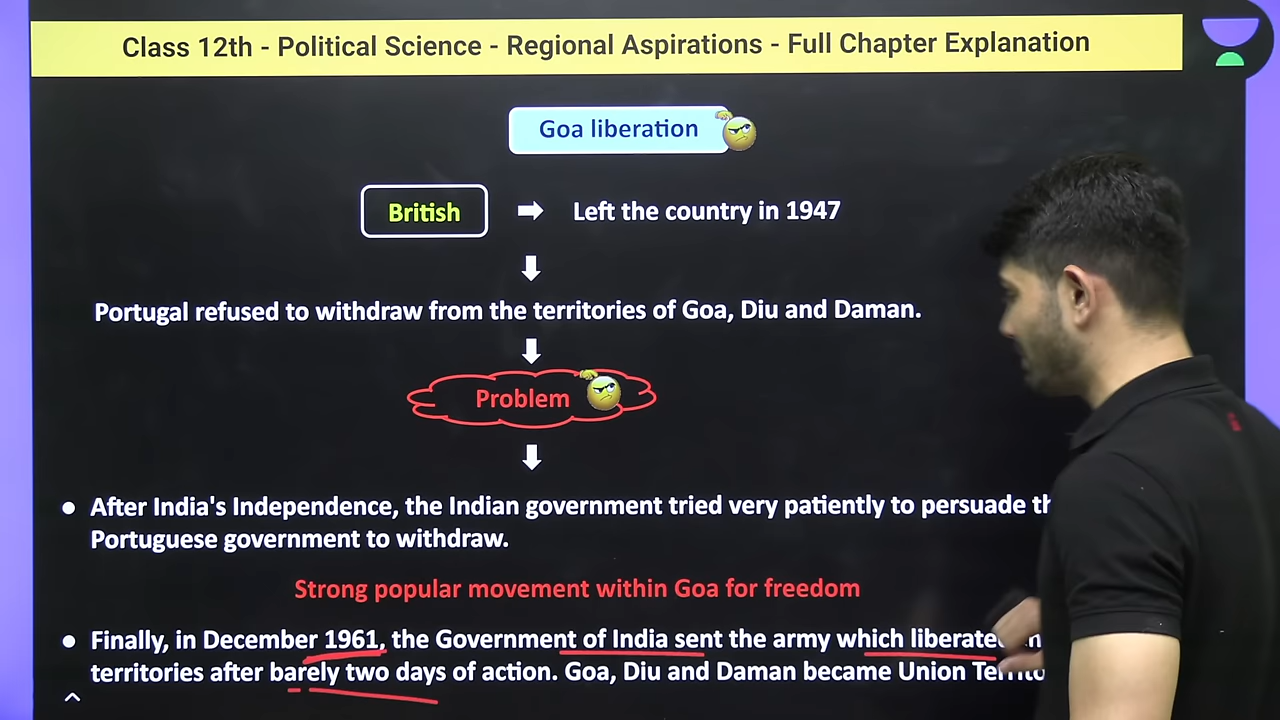 Class 12th - Political Science - Regional Aspirations - Full Chapter Explanation
Goa liberation
British
Left the country in 1947
Portugal refused to withdraw from the territories of Goa, Diu and Daman.
Problem
• After India's Independence, the Indian government tried very patiently to persuade
Portuguese government to withdraw.
Strong popular movement within Goa for freedom
• Finally, in December 1961, the Government of India sent the army which liberated
territories after barely two days of action. Goa, Diu and Daman became Union